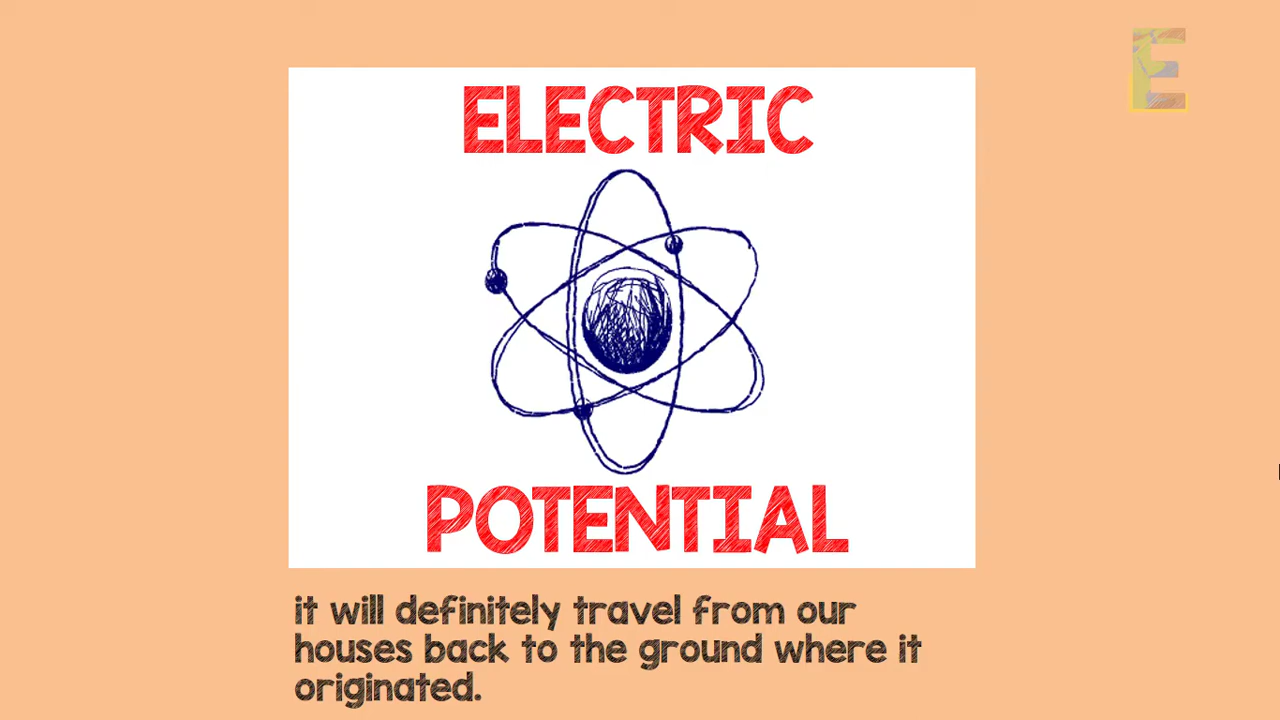 E
ELECTRIC
POTENTIAL
it will definitely travel from our
houses back to the ground where it
originated.